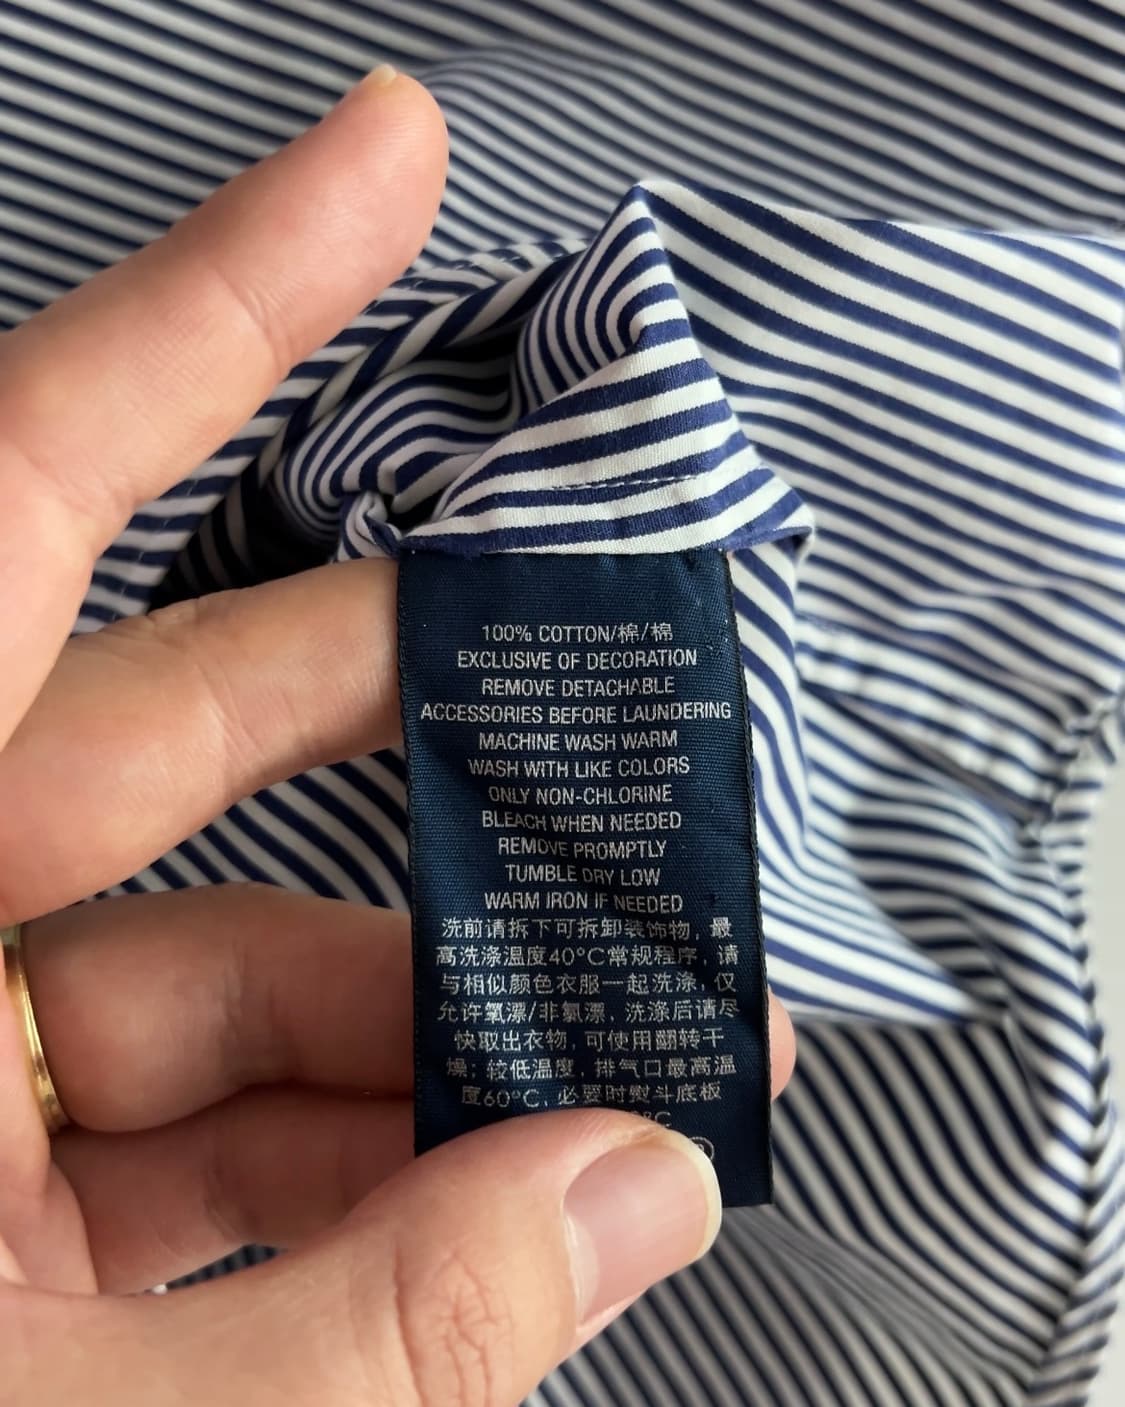 100% COTTON/棉/棉
EXCLUSIVE OF DECORATION
REMOVE DETACHABLE
ACCESSORIES BEFORE LAUNDERING
MACHINE WASH WARM
WASH WITH LIKE COLORS
ONLY NON-CHLORINE
BLEACH WHEN NEEDED
REMOVE PROMPTLY
TUMBLE DRY LOW
WARM IRON IF NEEDED
洗前请拆下可拆卸装饰物, 最
高洗涤温度40°C常规程序, 请
与相似颜色衣服一起洗涤, 仅
允许氧漂/非氯漂, 洗涤后请尽
快取出衣物, 可使用翻转干
燥; 较低温度, 排气口最高温
度60°C, 必要时熨斗底板
°C